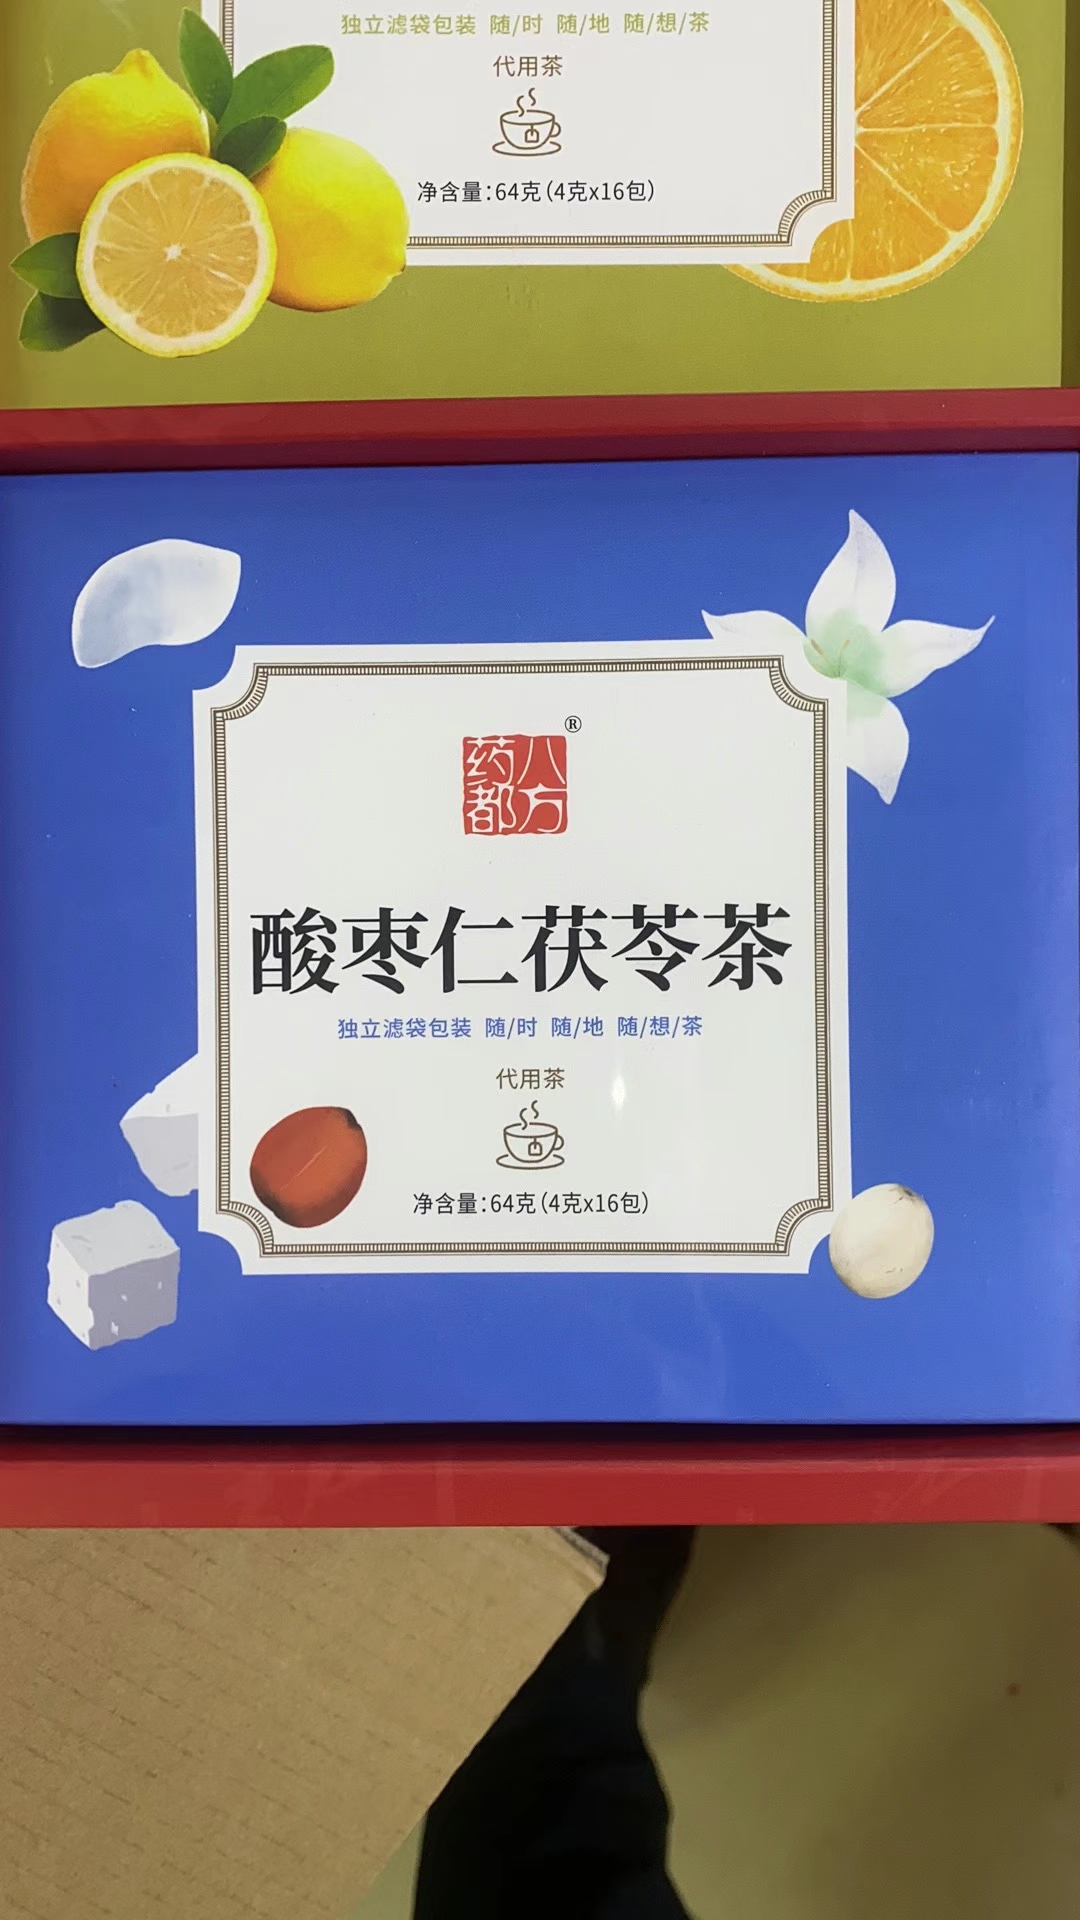 独立滤袋包装 随/时 随/地 随/想/茶
代用茶
净含量:64克(4克x16包)
药都八方®
酸枣仁茯苓茶
独立滤袋包装 随/时 随/地 随/想/茶
代用茶
净含量:64克(4克x16包)